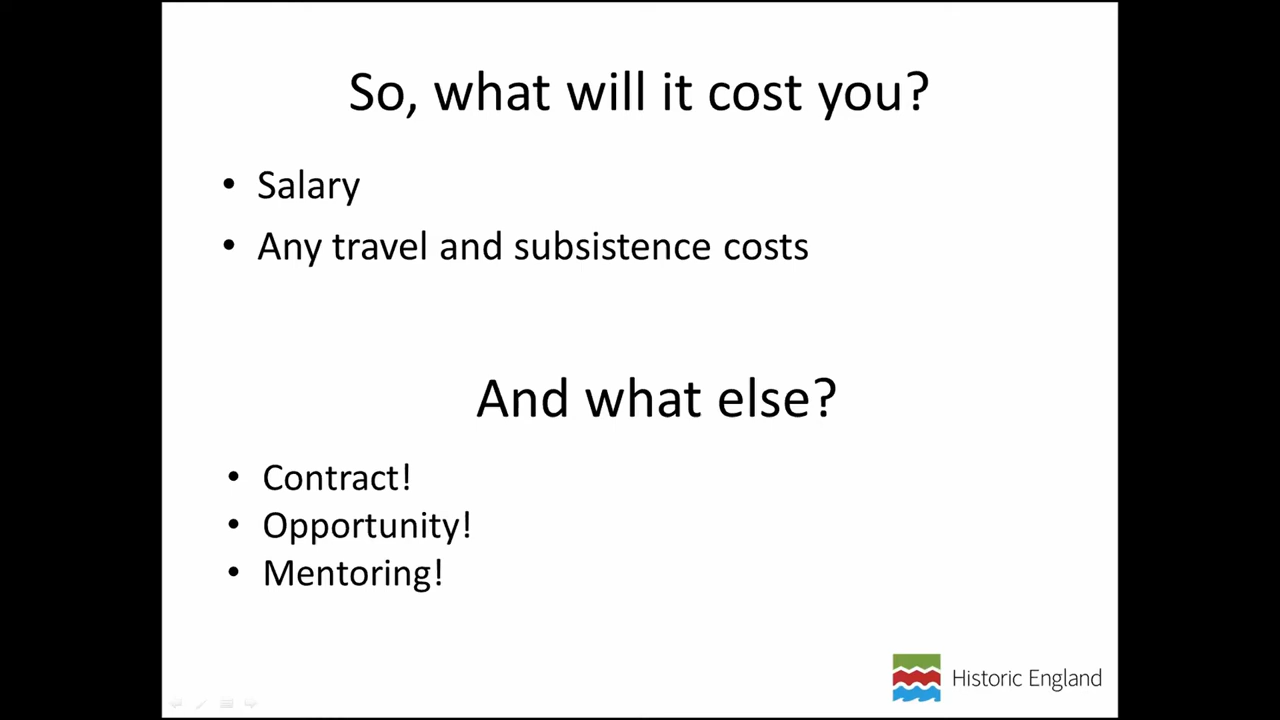 So, what will it cost you?
• Salary
• Any travel and subsistence costs
And what else?
• Contract!
• Opportunity!
• Mentoring!
Historic England